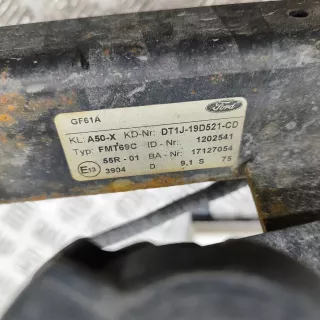 GF61A
Ford
KL: A50-X KD-Nr: DT1J-19D521-CD
Typ: FMT69C ID - Nr: 1202541
E13 55R - 01 BA - Nr: 17127054
3904 D 9,1 S 75